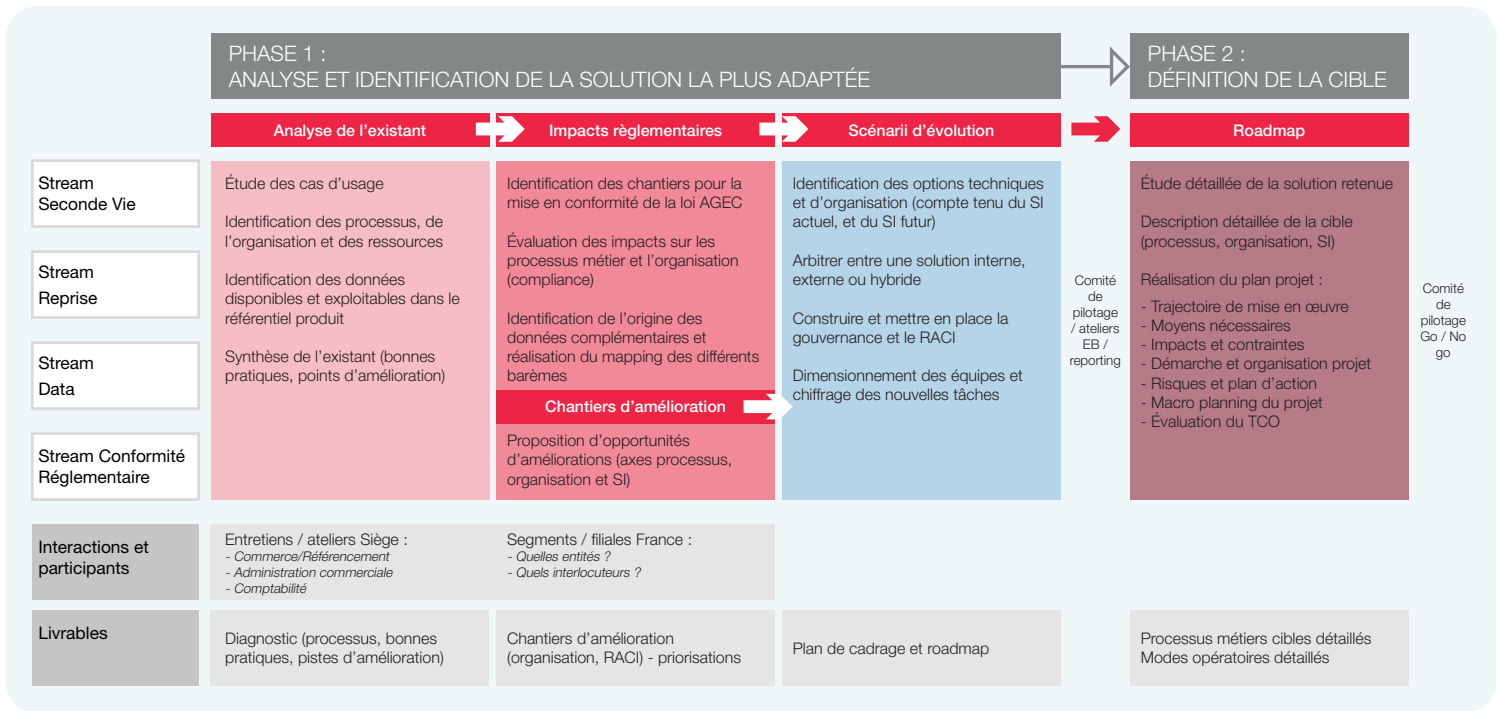 PHASE 1 :
ANALYSE ET IDENTIFICATION DE LA SOLUTION LA PLUS ADAPTÉE
PHASE 2 :
DÉFINITION DE LA CIBLE
Analyse de l’existant
Impacts règlementaires
Scénarii d’évolution
Roadmap
Stream
Seconde Vie
Stream
Reprise
Stream
Data
Stream Conformité
Réglementaire
Étude des cas d’usage
Identification des processus, de
l’organisation et des ressources
Identification des données
disponibles et exploitables dans le
référentiel produit
Synthèse de l’existant (bonnes
pratiques, points d’amélioration)
Identification des chantiers pour la
mise en conformité de la loi AGEC
Évaluation des impacts sur les
processus métier et l’organisation
(compliance)
Identification de l’origine des
données complémentaires et
réalisation du mapping des différents
barèmes
Chantiers d’amélioration
Proposition d’opportunités
d’améliorations (axes processus,
organisation et SI)
Identification des options techniques
et d’organisation (compte tenu du SI
actuel, et du SI futur)
Arbitrer entre une solution interne,
externe ou hybride
Construire et mettre en place la
gouvernance et le RACI
Dimensionnement des équipes et
chiffrage des nouvelles tâches
Comité
de
pilotage
/ ateliers
EB /
reporting
Étude détaillée de la solution retenue
Description détaillée de la cible
(processus, organisation, SI)
Réalisation du plan projet :
- Trajectoire de mise en œuvre
- Moyens nécessaires
- Impacts et contraintes
- Démarche et organisation projet
- Risques et plan d’action
- Macro planning du projet
- Évaluation du TCO
Comité
de
pilotage
Go / No
go
Interactions et
participants
Entretiens / ateliers Siège :
- Commerce/Référencement
- Administration commerciale
- Comptabilité
Segments / filiales France :
- Quelles entités ?
- Quels interlocuteurs ?
Livrables
Diagnostic (processus, bonnes
pratiques, pistes d’amélioration)
Chantiers d’amélioration
(organisation, RACI) - priorisations
Plan de cadrage et roadmap
Processus métiers cibles détaillés
Modes opératoires détaillés